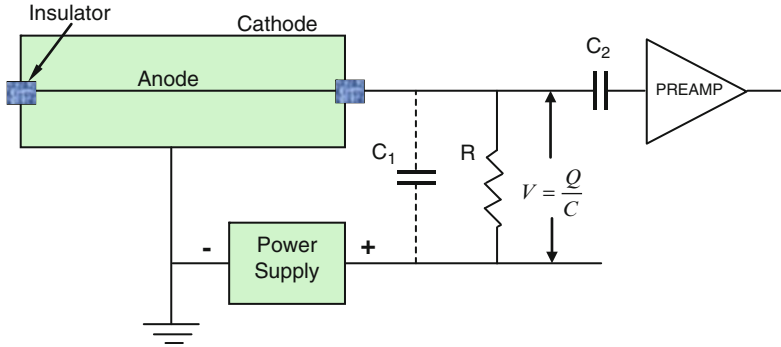 Insulator
Cathode
Anode
C₂
PREAMP
C₁
R
V = Q/C
-
Power
Supply
+